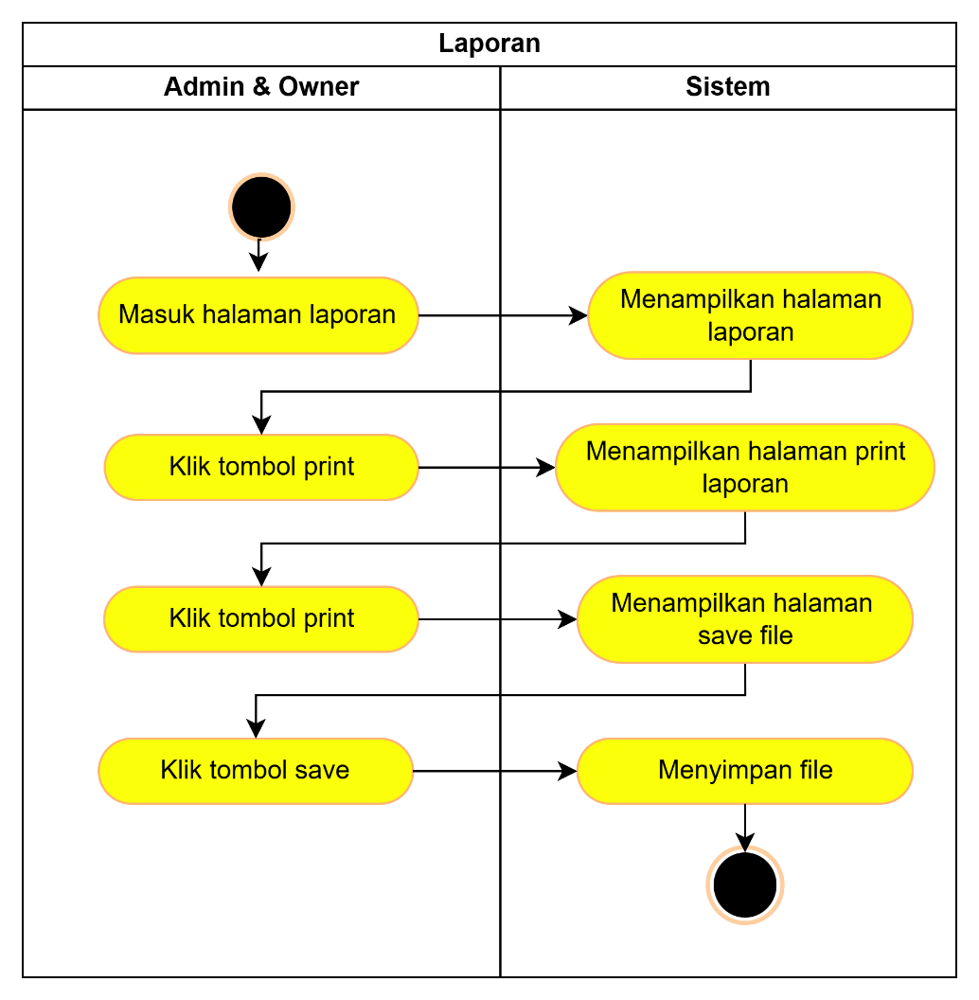 Laporan
Admin & Owner
Sistem
Masuk halaman laporan
Menampilkan halaman
laporan
Klik tombol print
Menampilkan halaman print
laporan
Klik tombol print
Menampilkan halaman
save file
Klik tombol save
Menyimpan file